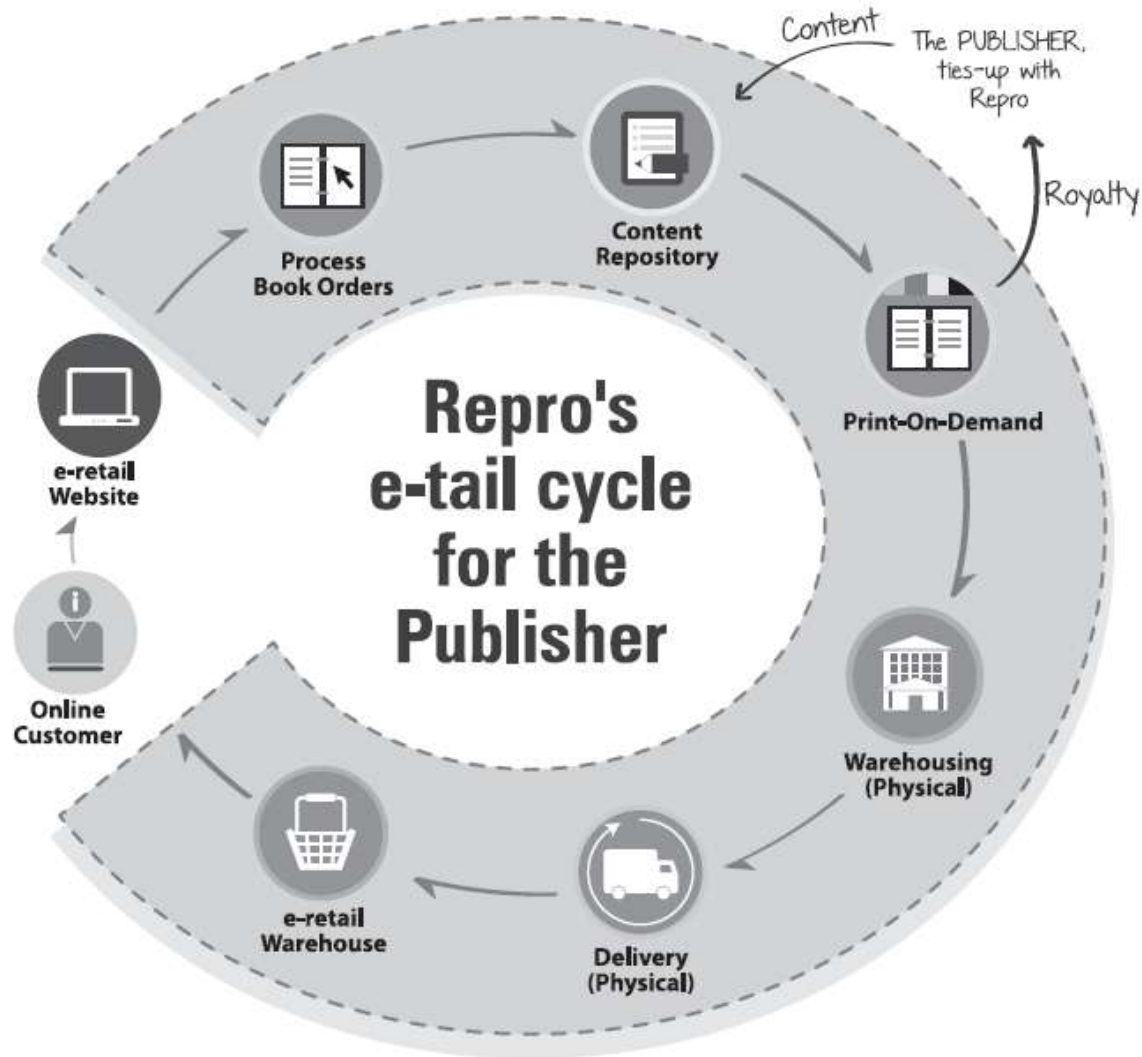 Content
The PUBLISHER,
ties-up with
Repro
Royalty
Process
Book Orders
Content
Repository
Print-On-Demand
e-retail
Website
Repro's
e-tail cycle
for the
Publisher
Online
Customer
Warehousing
(Physical)
e-retail
Warehouse
Delivery
(Physical)